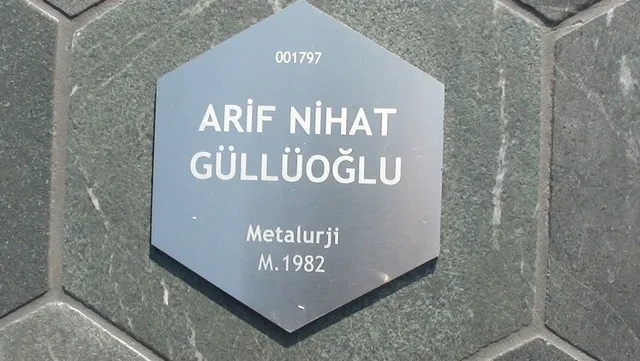 001797
ARİF NİHAT
GÜLLÜOĞLU
Metalurji
M.1982